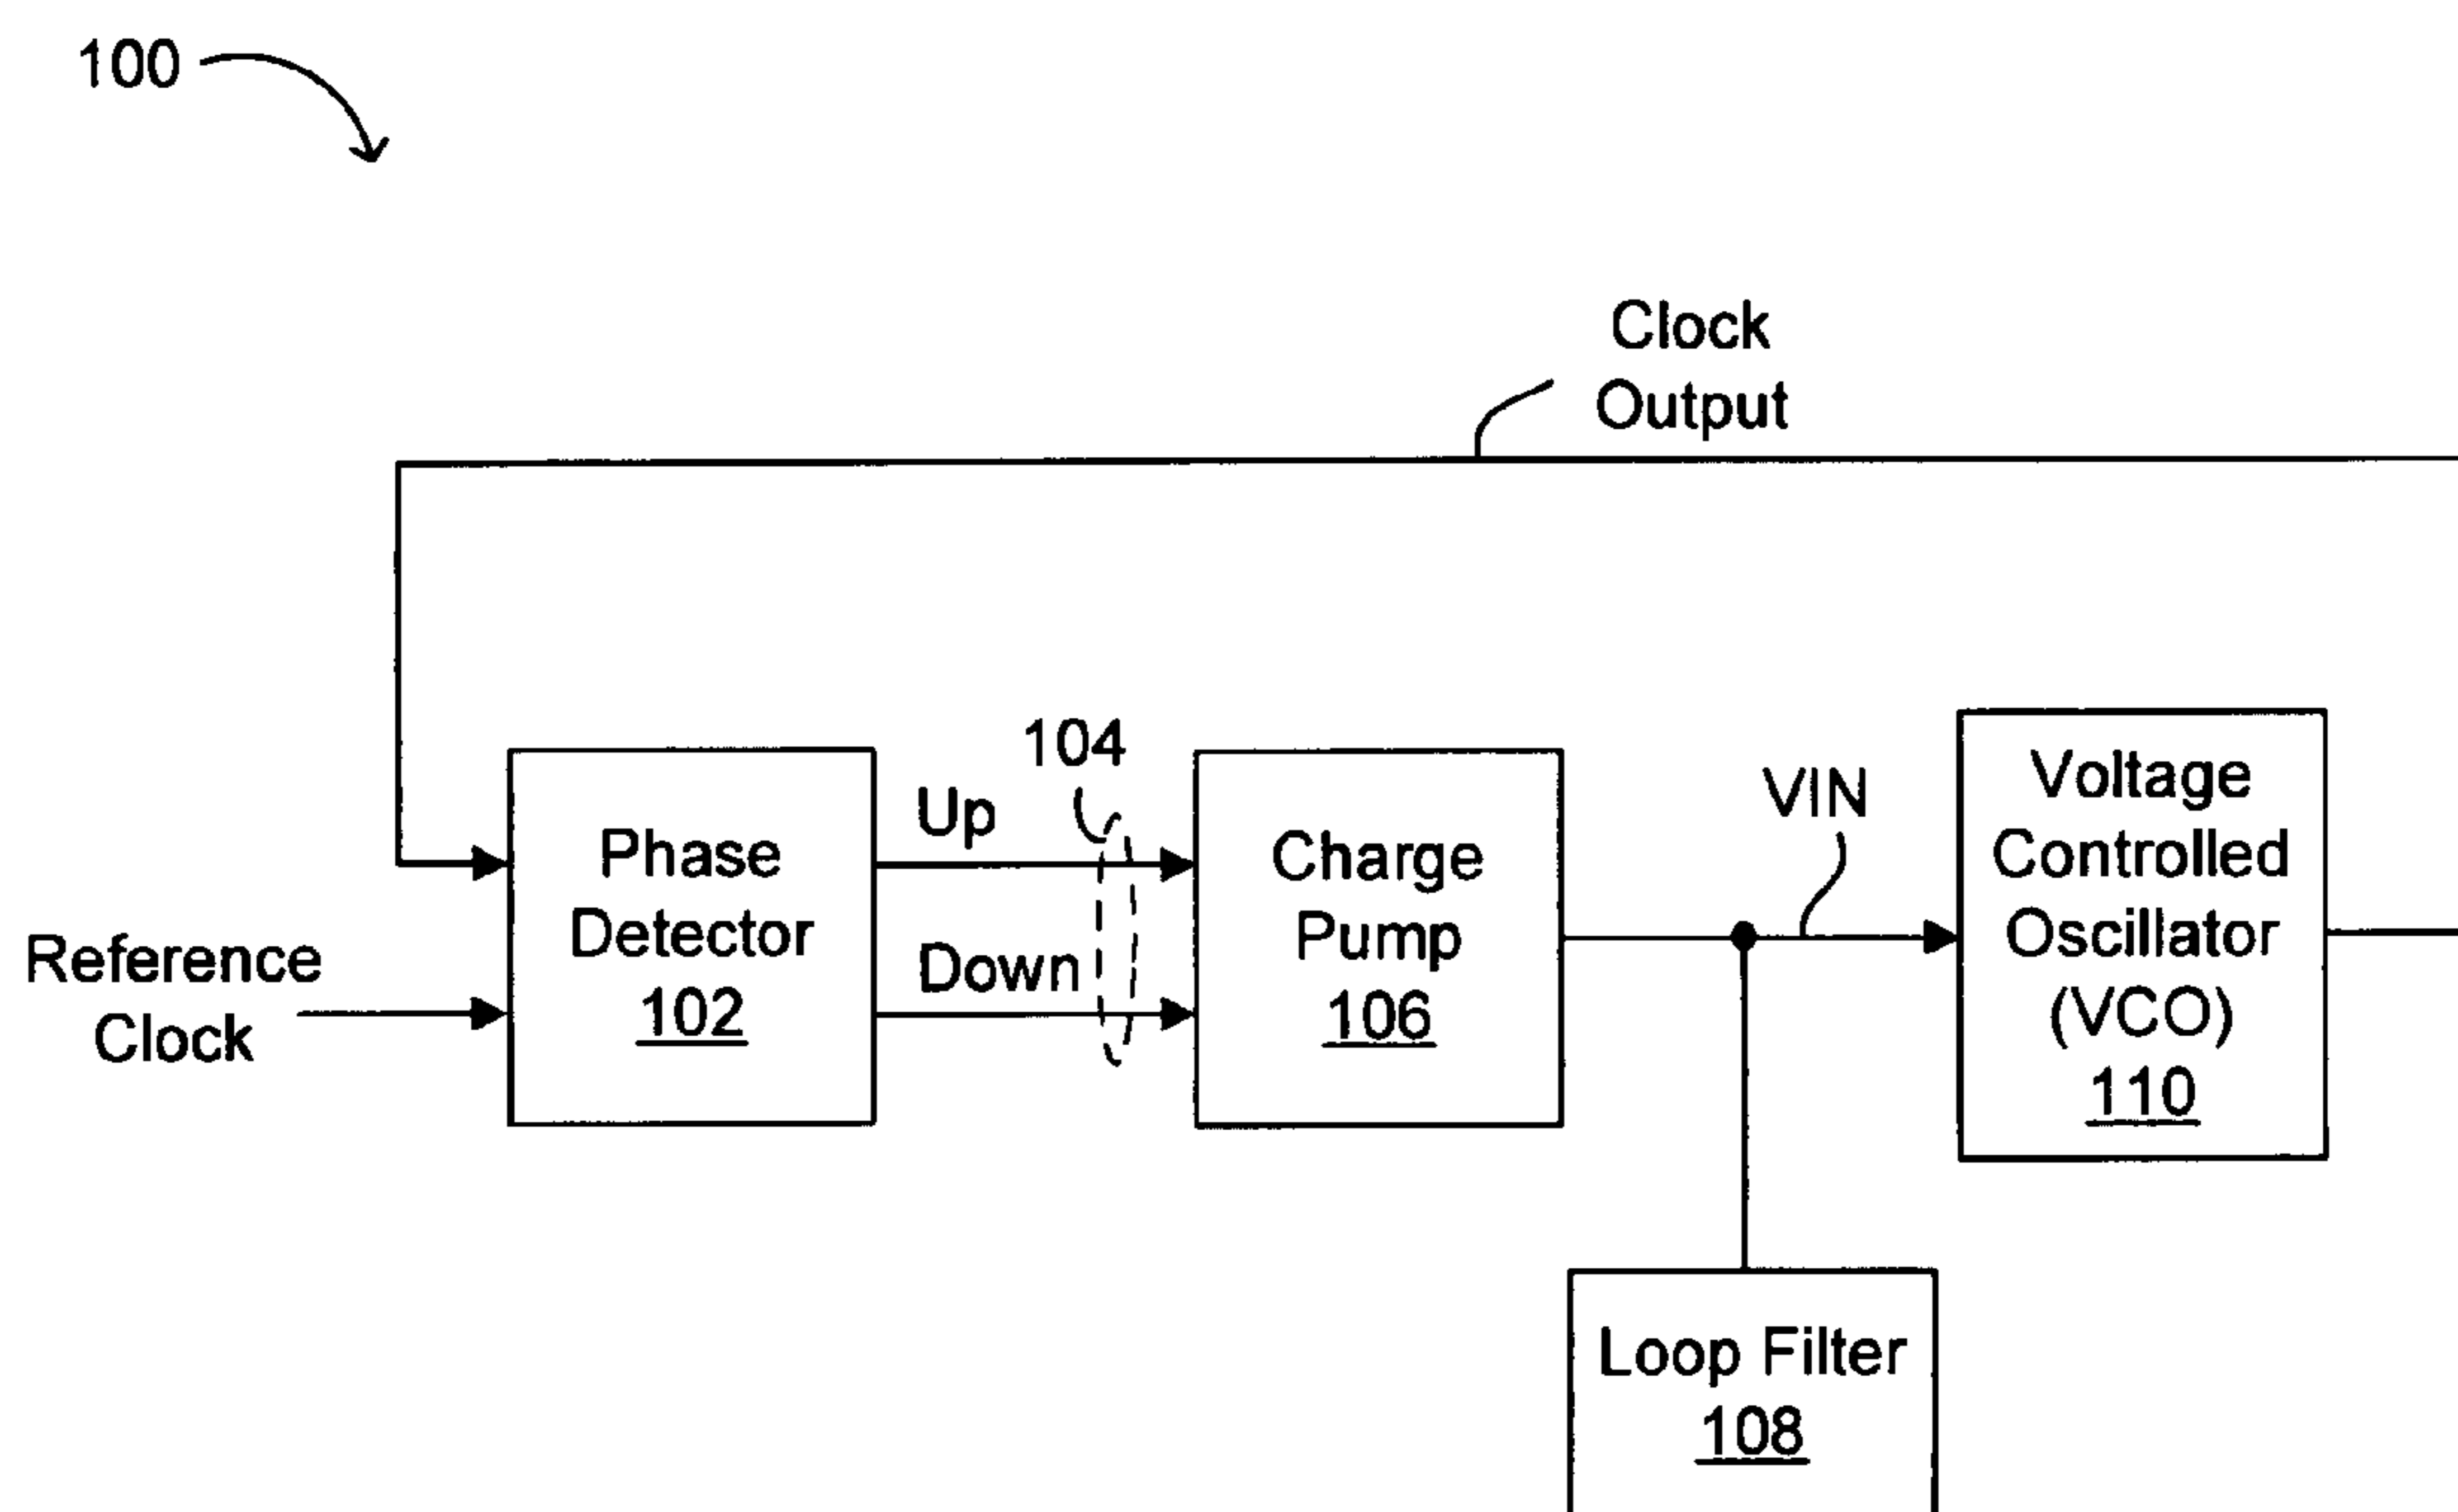 100
Clock
Output
104
Up
Down
VIN
Reference
Clock
Phase
Detector
102
Charge
Pump
106
Voltage
Controlled
Oscillator
(VCO)
110
Loop Filter
108